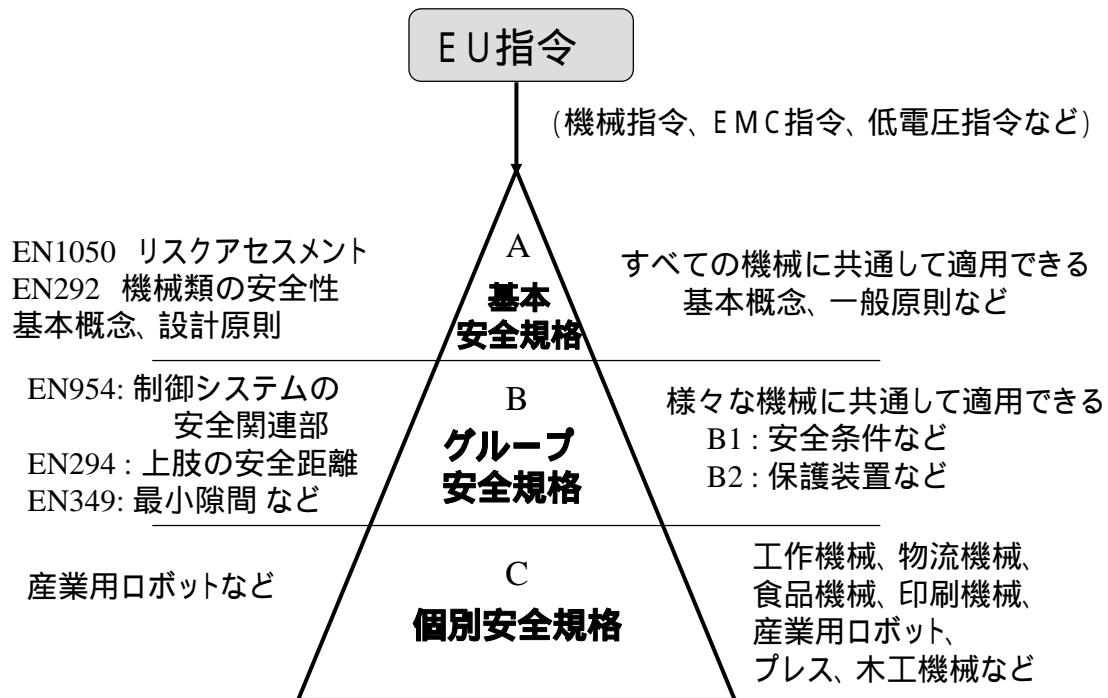 EU指令
(機械指令、EMC指令、低電圧指令など)
EN1050 リスクアセスメント
EN292 機械類の安全性
基本概念、設計原則
A
基本
安全規格
すべての機械に共通して適用できる
基本概念、一般原則など
EN954: 制御システムの
安全関連部
EN294 : 上肢の安全距離
EN349: 最小隙間 など
B
グループ
安全規格
様々な機械に共通して適用できる
B1 : 安全条件など
B2 : 保護装置など
産業用ロボットなど
C
個別安全規格
工作機械、物流機械、
食品機械、印刷機械、
産業用ロボット、
プレス、木工機械など